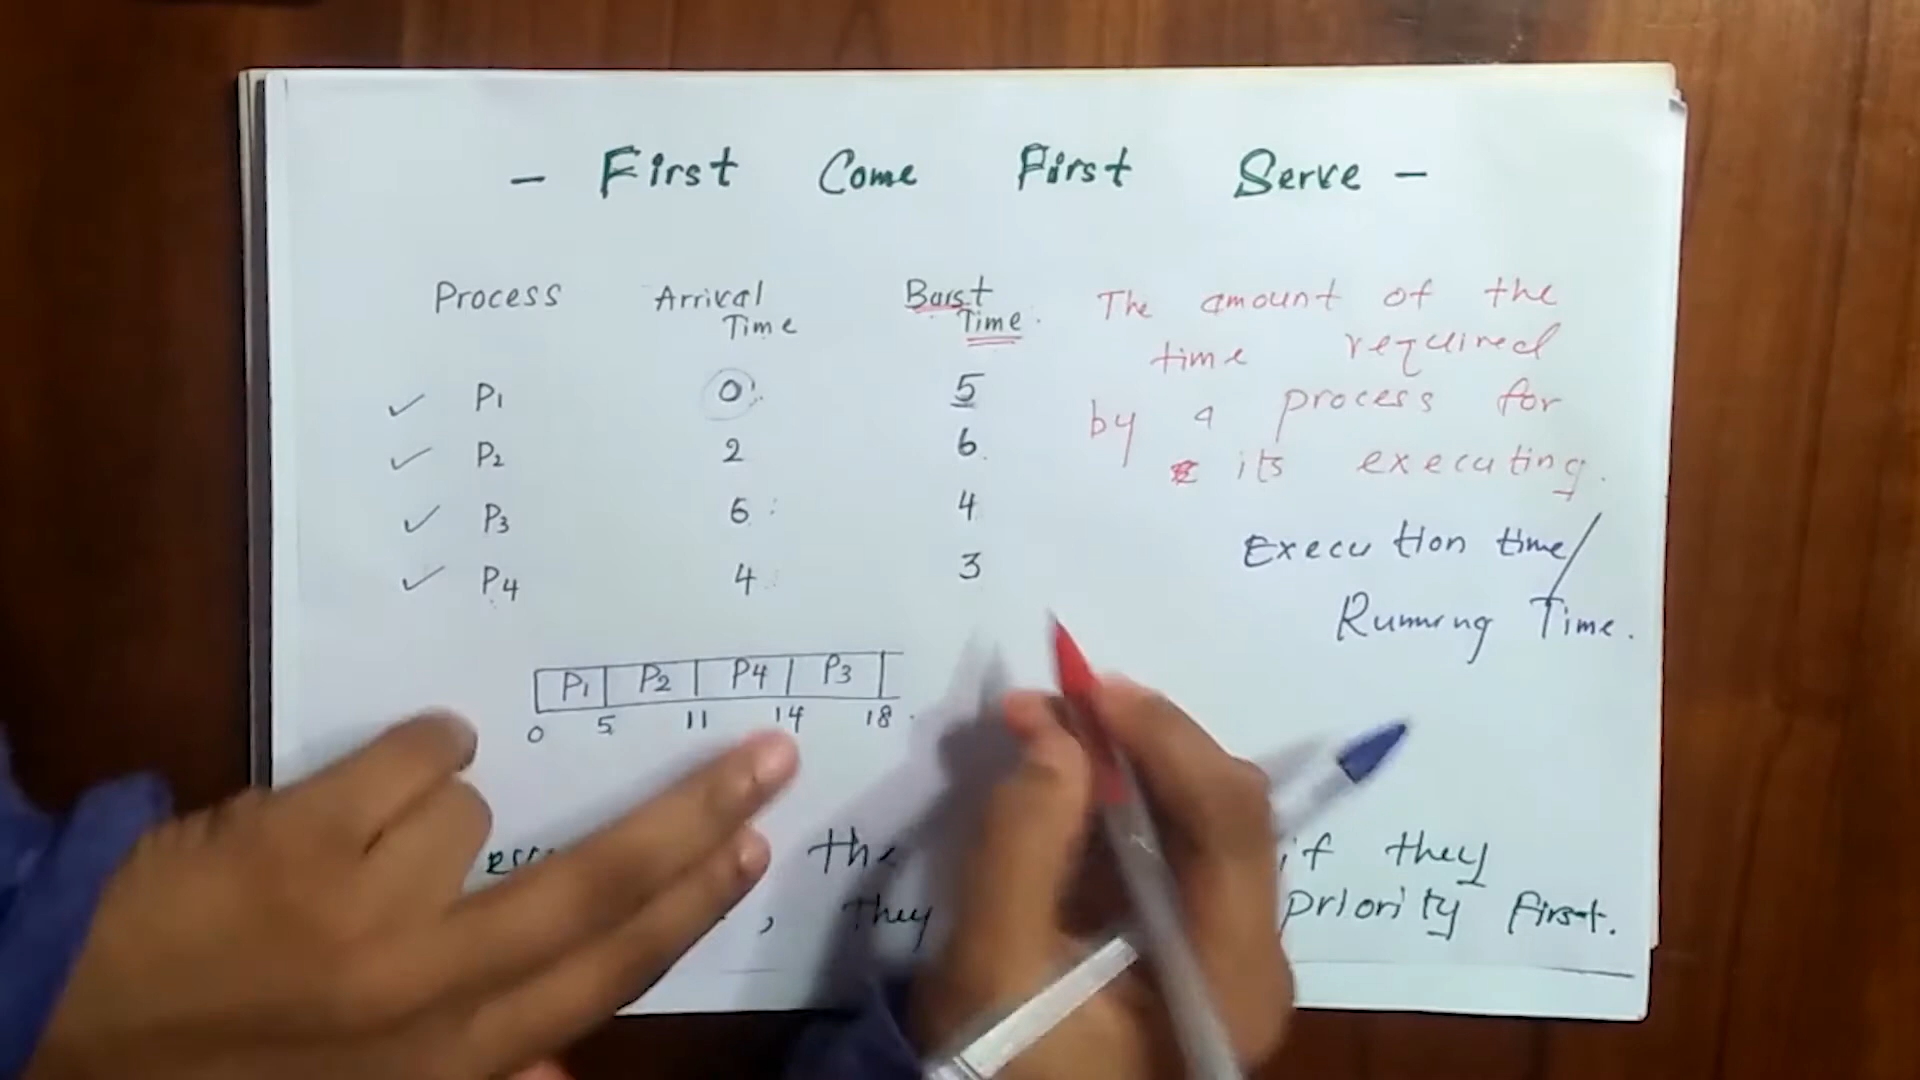 - First Come First Serve -
Process Arrival Time Burst Time.
P1 0 5
P2 2 6
P3 6 4
P4 4 3
The amount of the
time required
by a process for
its executing.
Execution time/
Running Time.
P1 P2 P4 P3
0 5 11 14 18
if they
, they priority first.